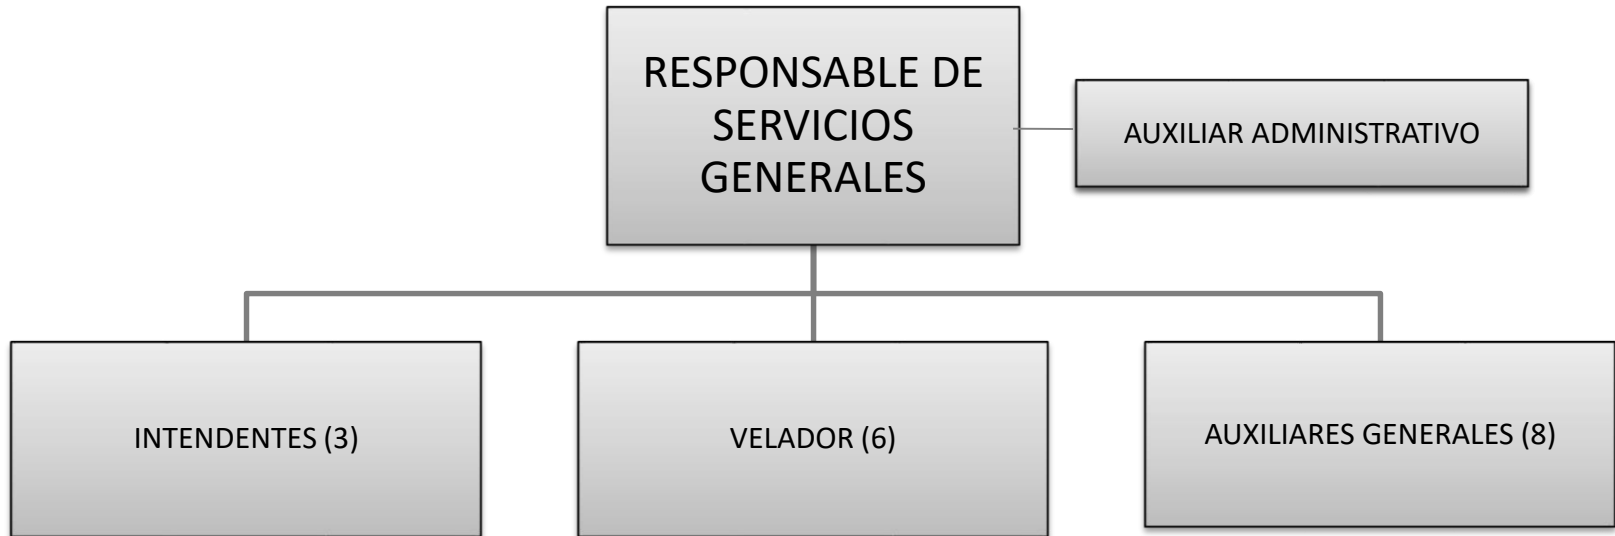 RESPONSABLE DE
SERVICIOS
GENERALES
AUXILIAR ADMINISTRATIVO
INTENDENTES (3)
VELADOR (6)
AUXILIARES GENERALES (8)